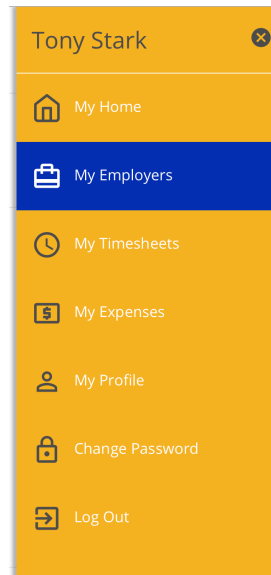 Tony Stark
My Home
My Employers
My Timesheets
My Expenses
My Profile
Change Password
Log Out